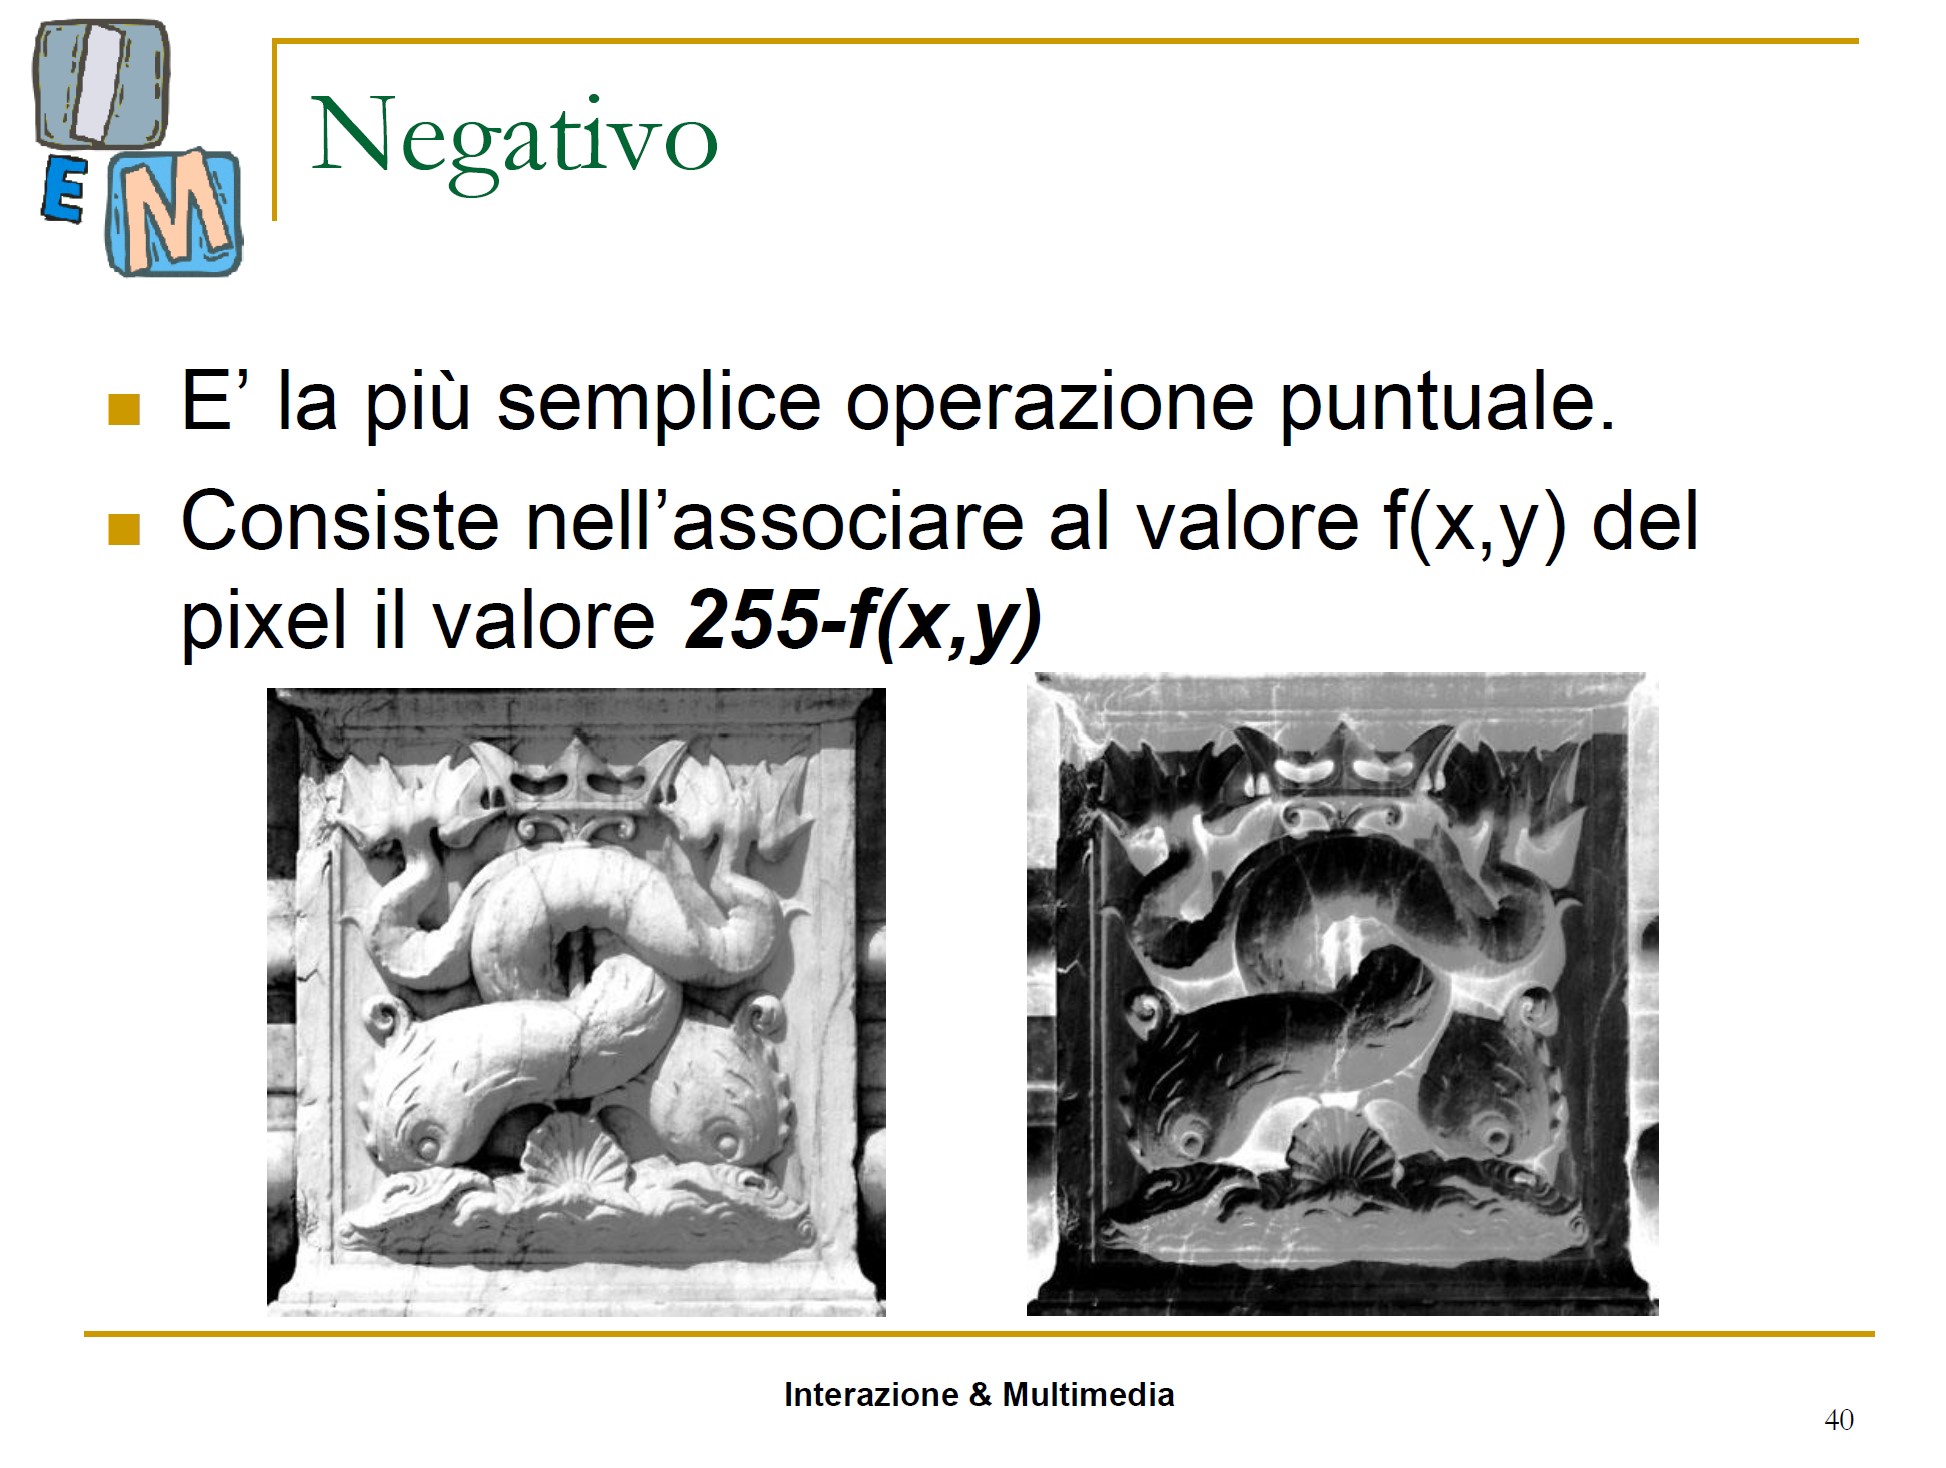 I
E M
Negativo
E’ la più semplice operazione puntuale.
Consiste nell’associare al valore f(x,y) del
pixel il valore 255-f(x,y)
Interazione & Multimedia
40